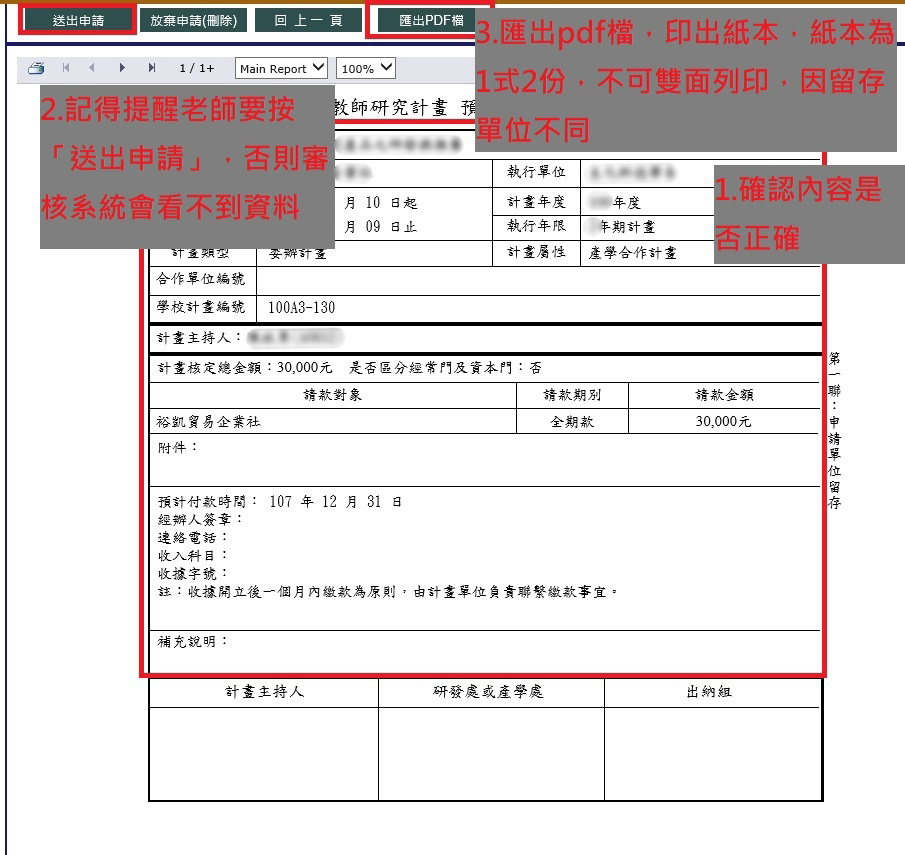 送出申請 放棄申請(刪除) 回 上 一 頁 匯出PDF檔
1 / 1+ Main Report 100%
3.匯出pdf檔，印出紙本，紙本為
1式2份，不可雙面列印，因留存
單位不同
2.記得提醒老師要按
「送出申請」，否則審
核系統會看不到資料
1.確認內容是
否正確
教師研究計畫 預
執行單位
月 10 日起 計畫年度 年度
月 09 日止 執行年限 年期計畫
計畫類型 委辦計畫 計畫屬性 產學合作計畫
合作單位編號
學校計畫編號 100A3-130
計畫主持人：
計畫核定總金額：30,000元 是否區分經常門及資本門：否
請款對象 請款期別 請款金額
裕凱貿易企業社 全期款 30,000元
附件：
預計付款時間： 107 年 12 月 31 日
經辦人簽章：
連絡電話：
收入科目：
收據字號：
註：收據開立後一個月內繳款為原則，由計畫單位負責聯繫繳款事宜。
補充說明：
計畫主持人 研發處或產學處 出納組
第一聯：申請單位留存